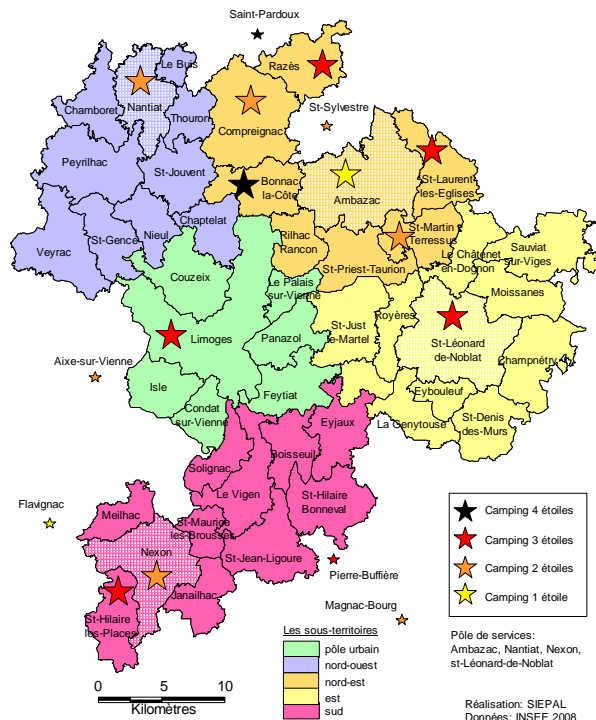 Saint-Pardoux
Razès
Le Buis
Nantiat
St-Sylvestre
Chamboret
Thouron
Compreignac
Peyrilhac
St-Jouvent
Bonnac
la-Côte
Ambazac
St-Laurent
les-Eglises
Chaptelat
Veyrac
St-Gence
Nieul
Rilhac
Rancon
St-Martin
Terressus
St-Priest-Taurion
Le Châtenet
en-Dognon
Sauviat
sur-Viges
Couzeix
Le Palais
sur-Vienne
Moissanes
Royères
St-Just
le-Martel
Limoges
Panazol
St-Léonard
de-Noblat
Champnétry
Aixe-sur-Vienne
Isle
Feytiat
Eybouleuf
Condat
sur-Vienne
La Genytouse
St-Denis
des-Murs
Eyjaux
Boisseuil
Solignac
Meilhac
Le Vigen
St-Hilaire
Bonneval
Flavignac
St-Maurice
les-Brousses
Nexon
St-Jean-Ligoure
Pierre-Buffière
Janailhac
St-Hilaire
les-Places
Magnac-Bourg
Camping 4 étoiles
Camping 3 étoiles
Camping 2 étoiles
Camping 1 étoile
Les sous-territoires
pôle urbain
nord-ouest
nord-est
est
sud
Pôle de services:
Ambazac, Nantiat, Nexon,
st-Léonard-de-Noblat
0 5 10
Kilomètres
Réalisation: SIEPAL
Données: INSEE 2008